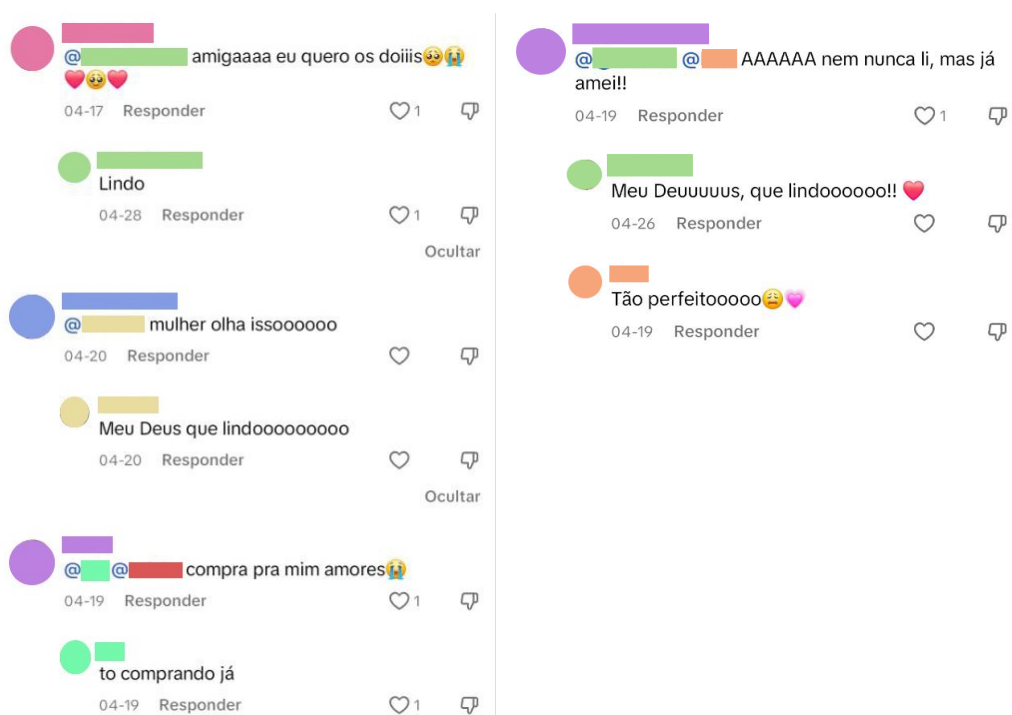 @ amigaaaa eu quero os doiiis🥺😭
❤️🥺❤️
04-17 Responder 1
Lindo
04-28 Responder 1
Ocultar
@ mulher olha issoooooo
04-20 Responder
Meu Deus que lindooooooooo
04-20 Responder
Ocultar
@ @ compra pra mim amores😭
04-19 Responder 1
to comprando já
04-19 Responder 1
@ @ AAAAAA nem nunca li, mas já
amei!!
04-19 Responder 1
Meu Deuuuuus, que lindoooooo!! ❤️
04-26 Responder
Tão perfeitooooo😩💗
04-19 Responder